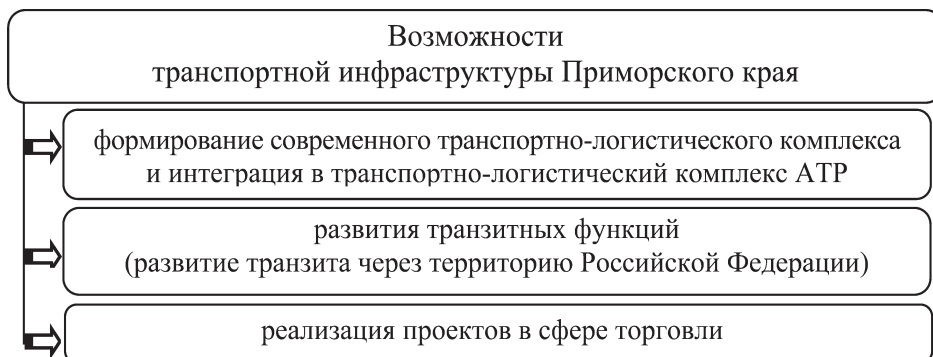 Возможности
транспортной инфраструктуры Приморского края
формирование современного транспортно-логистического комплекса
и интеграция в транспортно-логистический комплекс АТР
развития транзитных функций
(развитие транзита через территорию Российской Федерации)
реализация проектов в сфере торговли